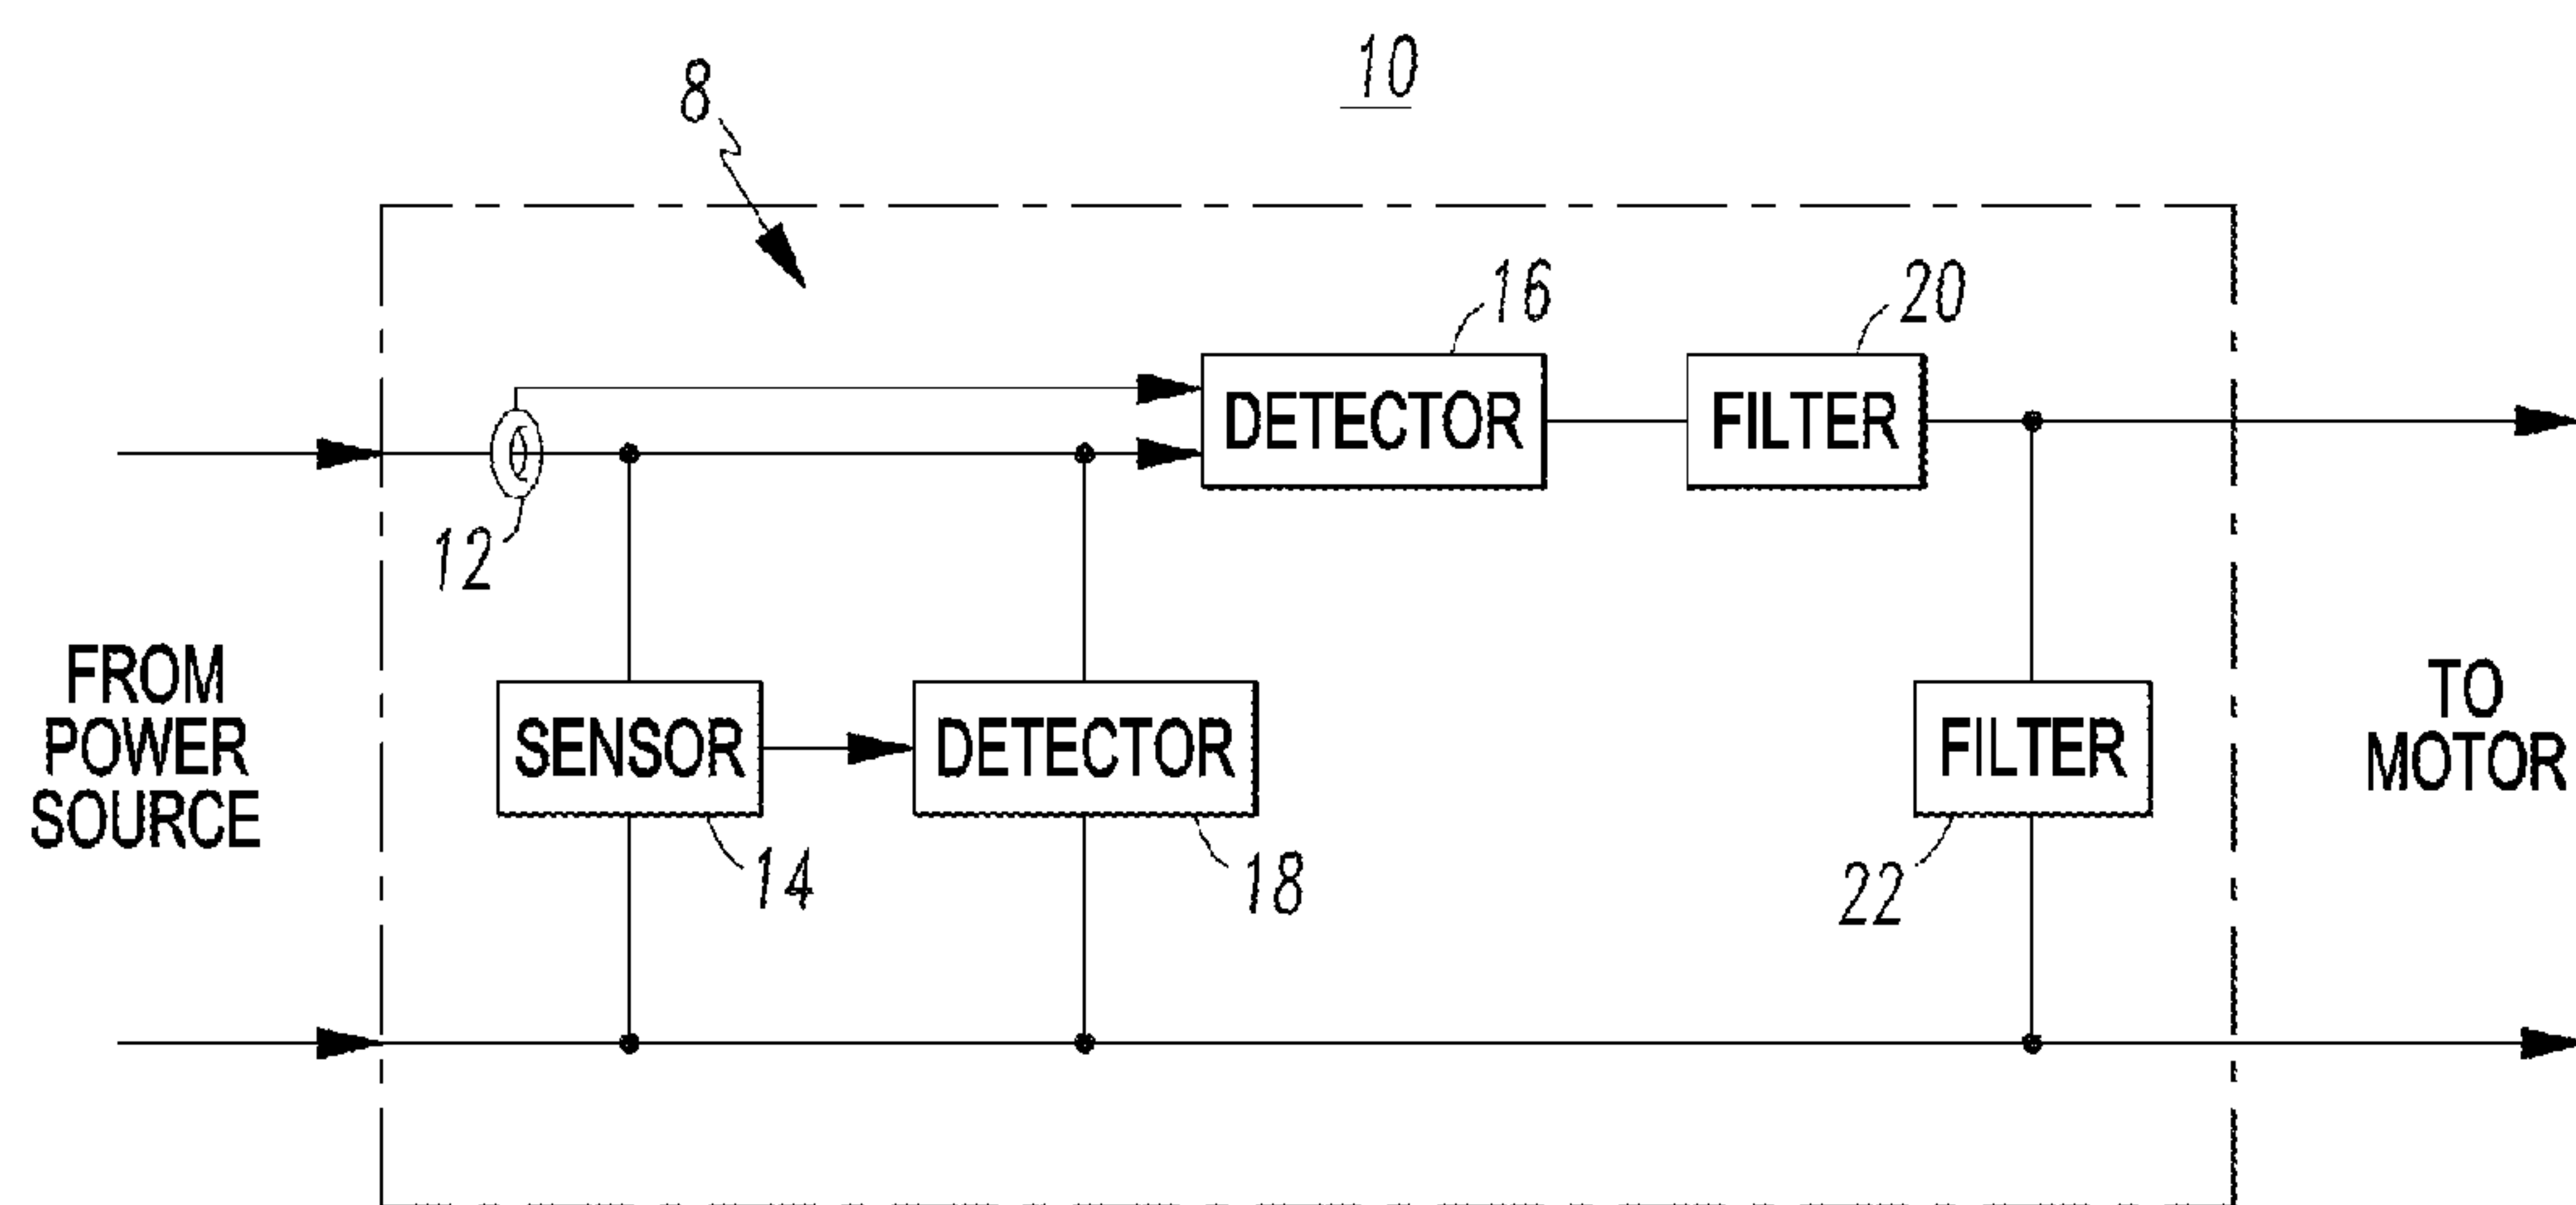 10
8
16
20
DETECTOR
FILTER
12
FROM
POWER
SOURCE
SENSOR
DETECTOR
FILTER
TO
MOTOR
14
18
22